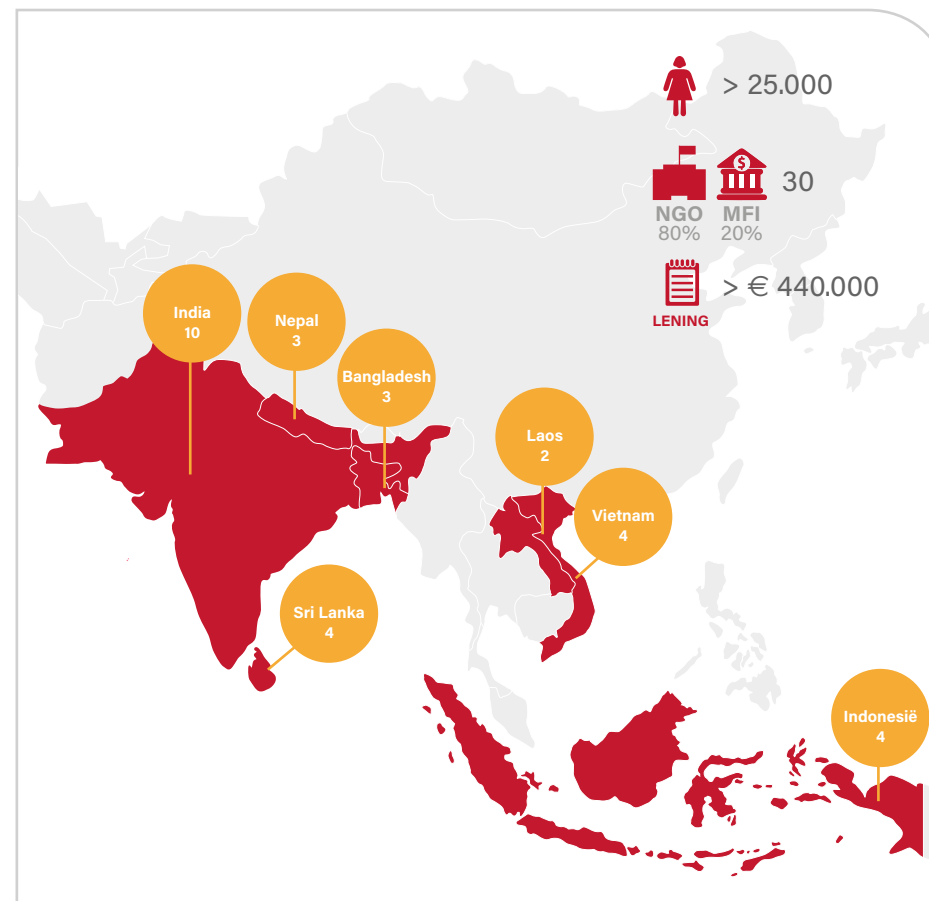 > 25.000
$
30
NGO MFI
80% 20%
> € 440.000
LENING
India
10
Nepal
3
Bangladesh
3
Laos
2
Vietnam
4
Sri Lanka
4
Indonesië
4